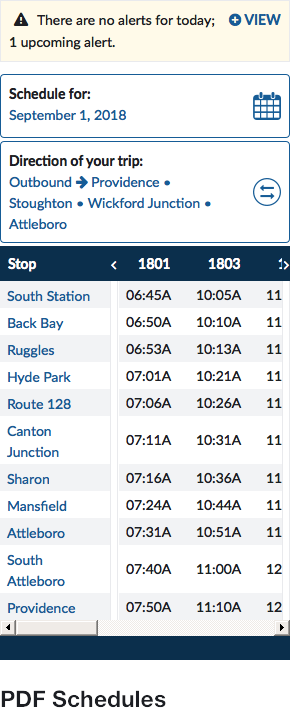 There are no alerts for today; VIEW
1 upcoming alert.
Schedule for:
September 1, 2018
Direction of your trip:
Outbound → Providence •
Stoughton • Wickford Junction •
Attleboro
Stop < 1801 1803 >
South Station 06:45A 10:05A 11
Back Bay 06:50A 10:10A 11
Ruggles 06:53A 10:13A 11
Hyde Park 07:01A 10:21A 11
Route 128 07:06A 10:26A 11
Canton
Junction 07:11A 10:31A 11
Sharon 07:16A 10:36A 11
Mansfield 07:24A 10:44A 11
Attleboro 07:31A 10:51A 11
South
Attleboro 07:40A 11:00A 12
Providence 07:50A 11:10A 12
PDF Schedules